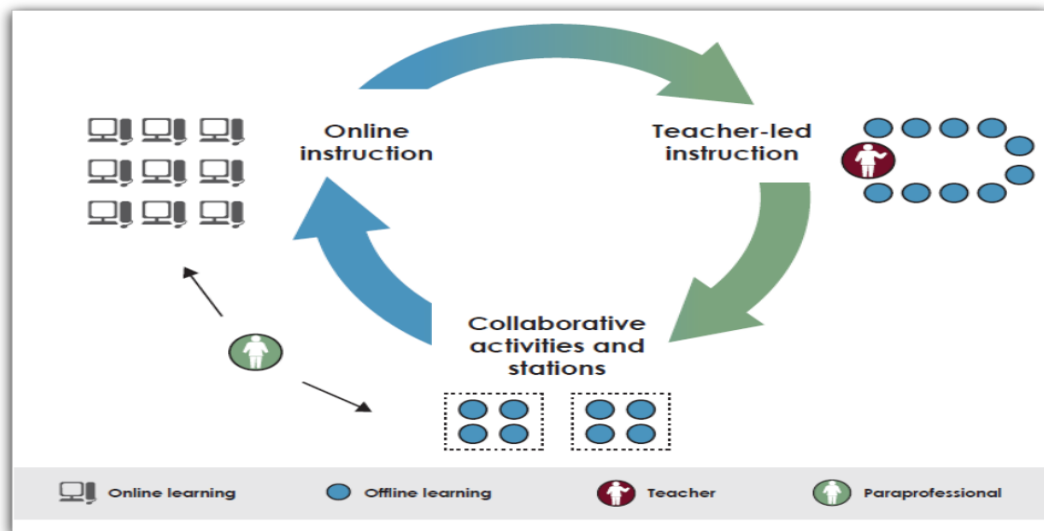 Online
instruction
Teacher-led
instruction
Collaborative
activities and
stations
Online learning
Offline learning
Teacher
Paraprofessional